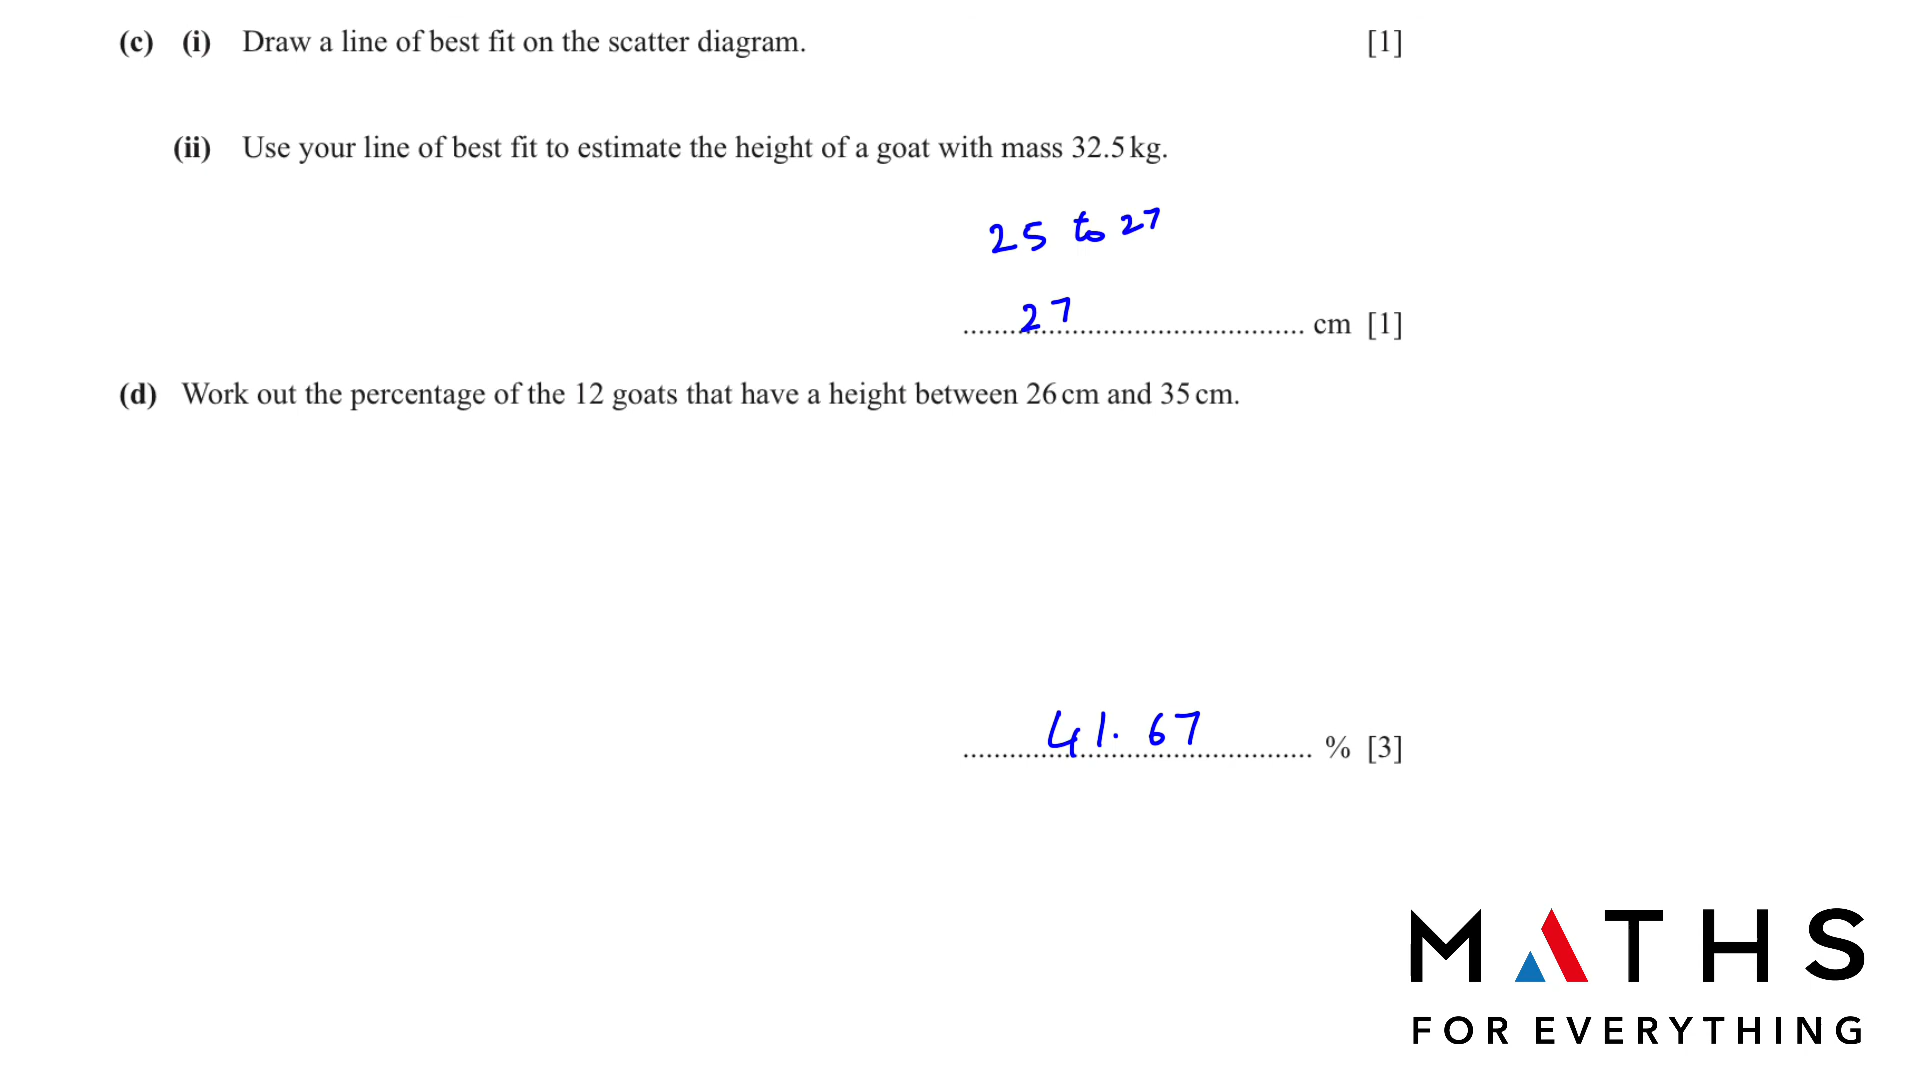 (c) (i) Draw a line of best fit on the scatter diagram. [1]
(ii) Use your line of best fit to estimate the height of a goat with mass 32.5 kg.
25 to 27
27 cm [1]
(d) Work out the percentage of the 12 goats that have a height between 26 cm and 35 cm.
41.67 % [3]
MATHS
FOR EVERYTHING